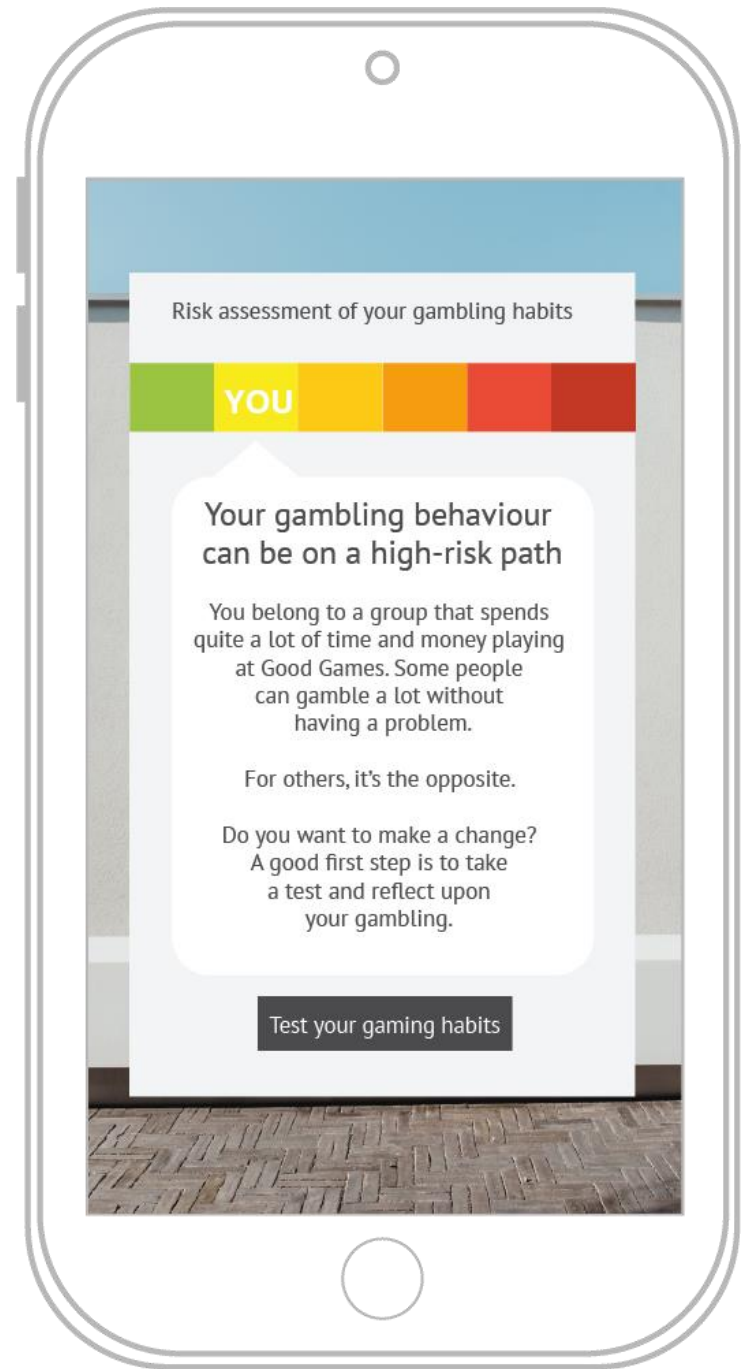 Risk assessment of your gambling habits
YOU
Your gambling behaviour
can be on a high-risk path
You belong to a group that spends
quite a lot of time and money playing
at Good Games. Some people
can gamble a lot without
having a problem.
For others, it's the opposite.
Do you want to make a change?
A good first step is to take
a test and reflect upon
your gambling.
Test your gaming habits